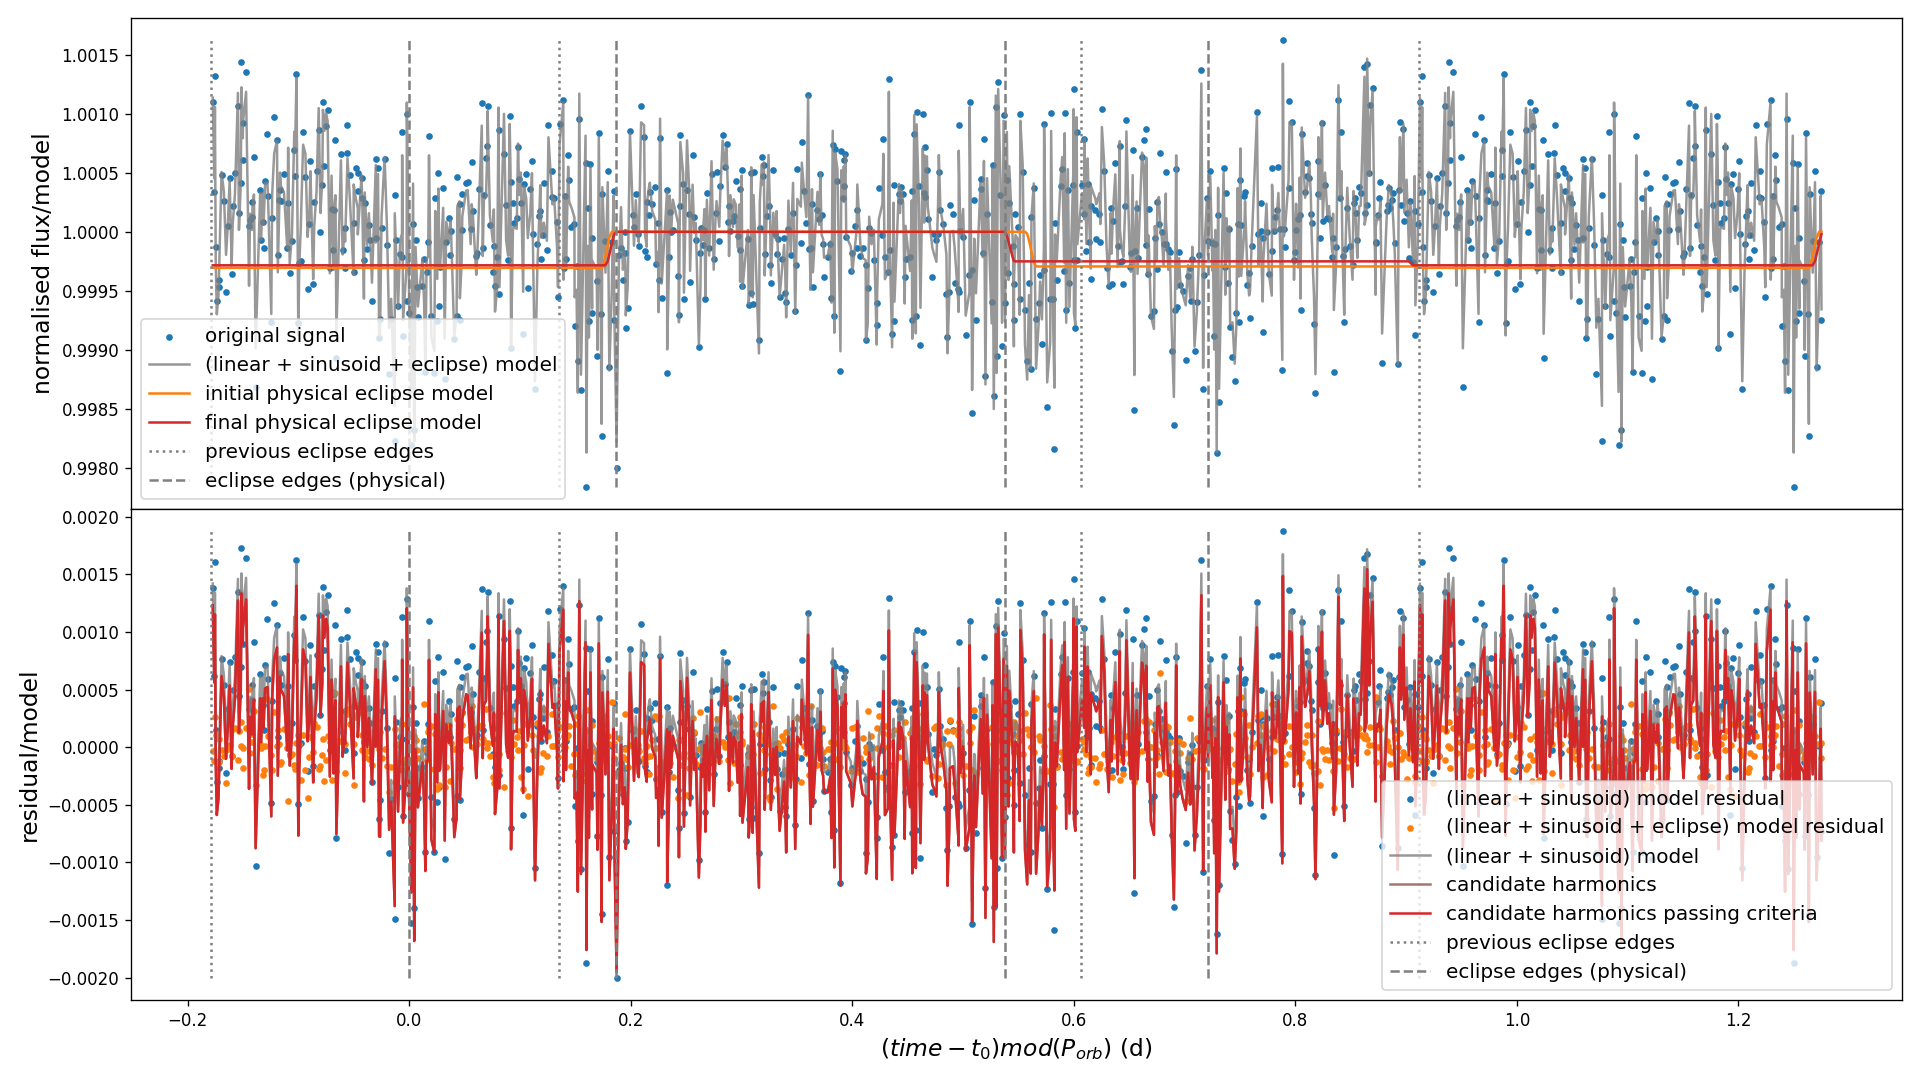 normalised flux/model
1.0015
1.0010
1.0005
1.0000
0.9995
0.9990
0.9985
0.9980
original signal
(linear + sinusoid + eclipse) model
initial physical eclipse model
final physical eclipse model
previous eclipse edges
eclipse edges (physical)
residual/model
0.0020
0.0015
0.0010
0.0005
0.0000
−0.0005
−0.0010
−0.0015
−0.0020
(linear + sinusoid) model residual
(linear + sinusoid + eclipse) model residual
(linear + sinusoid) model
candidate harmonics
candidate harmonics passing criteria
previous eclipse edges
eclipse edges (physical)
−0.2 0.0 0.2 0.4 0.6 0.8 1.0 1.2
(time − t₀)mod(P_orb) (d)